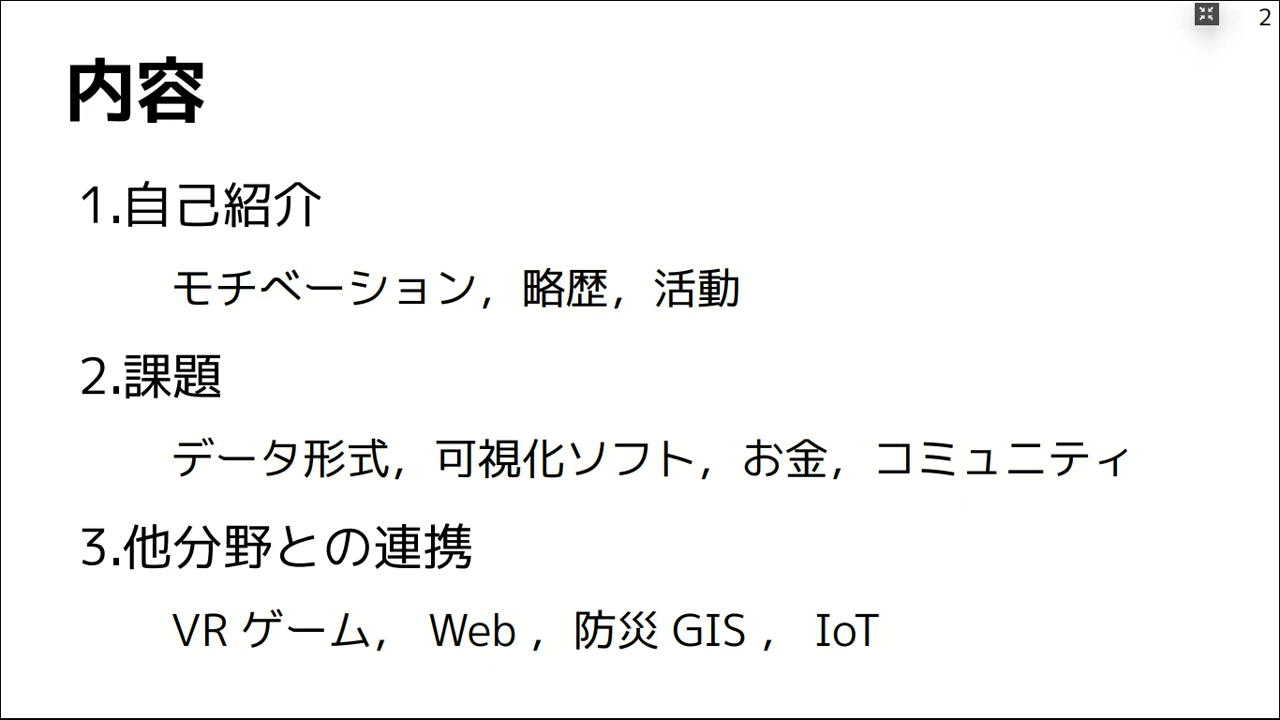 2
内容
1.自己紹介
モチベーション，略歴，活動
2.課題
データ形式，可視化ソフト，お金，コミュニティ
3.他分野との連携
VR ゲーム， Web ，防災 GIS ， IoT